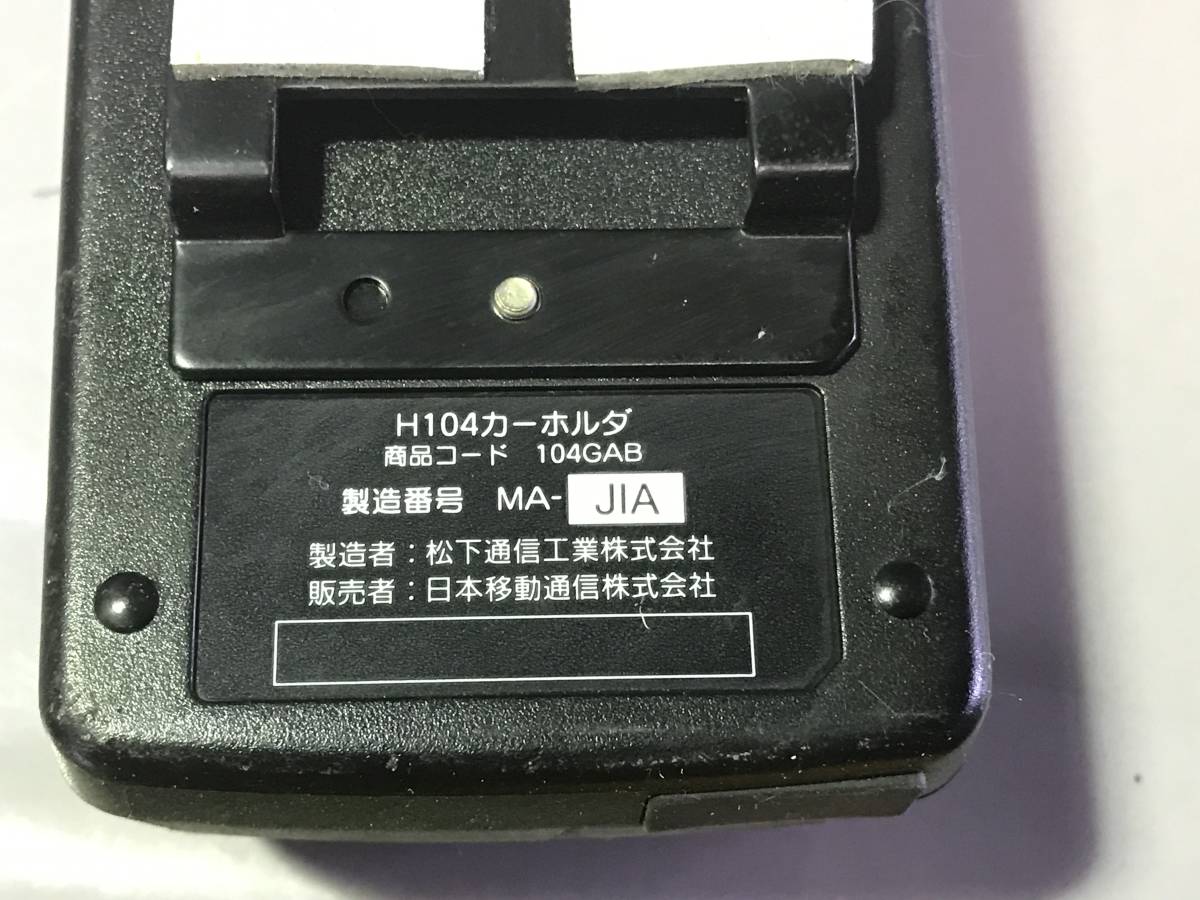 H104カーホルダ
商品コード 104GAB
製造番号 MA-JIA
製造者：松下通信工業株式会社
販売者：日本移動通信株式会社